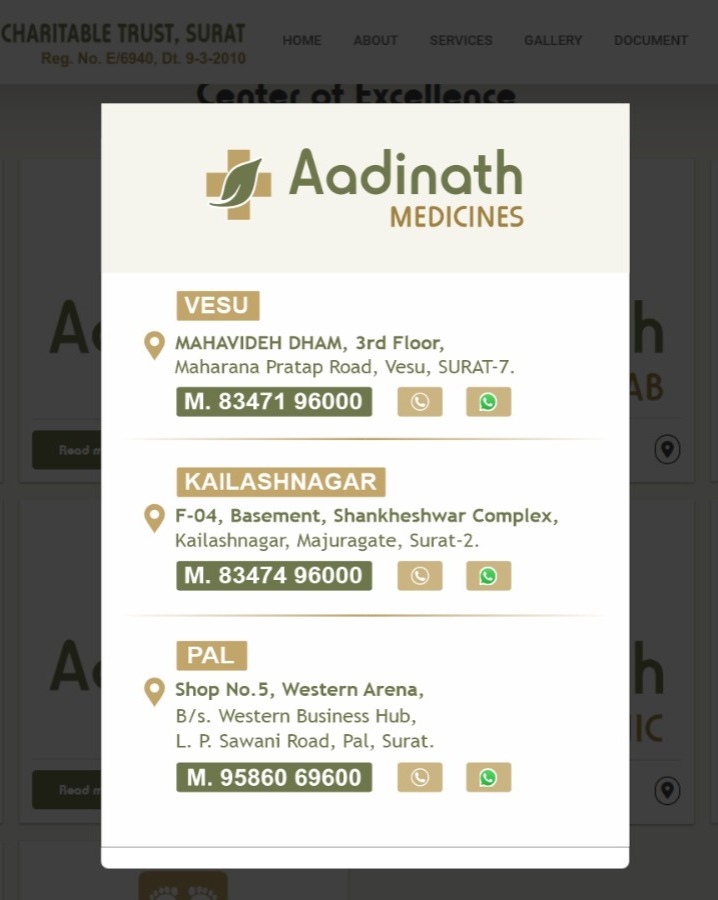 CHARITABLE TRUST, SURAT
Reg. No. E/6940, Dt. 9-3-2010
HOME ABOUT SERVICES GALLERY DOCUMENT
Center of Excellence
Aadinath
MEDICINES
VESU
MAHAVIDEH DHAM, 3rd Floor,
Maharana Pratap Road, Vesu, SURAT-7.
M. 83471 96000
KAILASHNAGAR
F-04, Basement, Shankheshwar Complex,
Kailashnagar, Majuragate, Surat-2.
M. 83474 96000
PAL
Shop No.5, Western Arena,
B/s. Western Business Hub,
L. P. Sawani Road, Pal, Surat.
M. 95860 69600
Read
Read